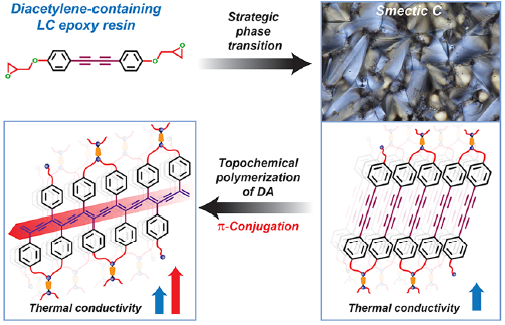 Diacetylene-containing
LC epoxy resin
O
O
O
O
Strategic
phase
transition
Smectic C
Topochemical
polymerization
of DA
π-Conjugation
Thermal conductivity
Thermal conductivity